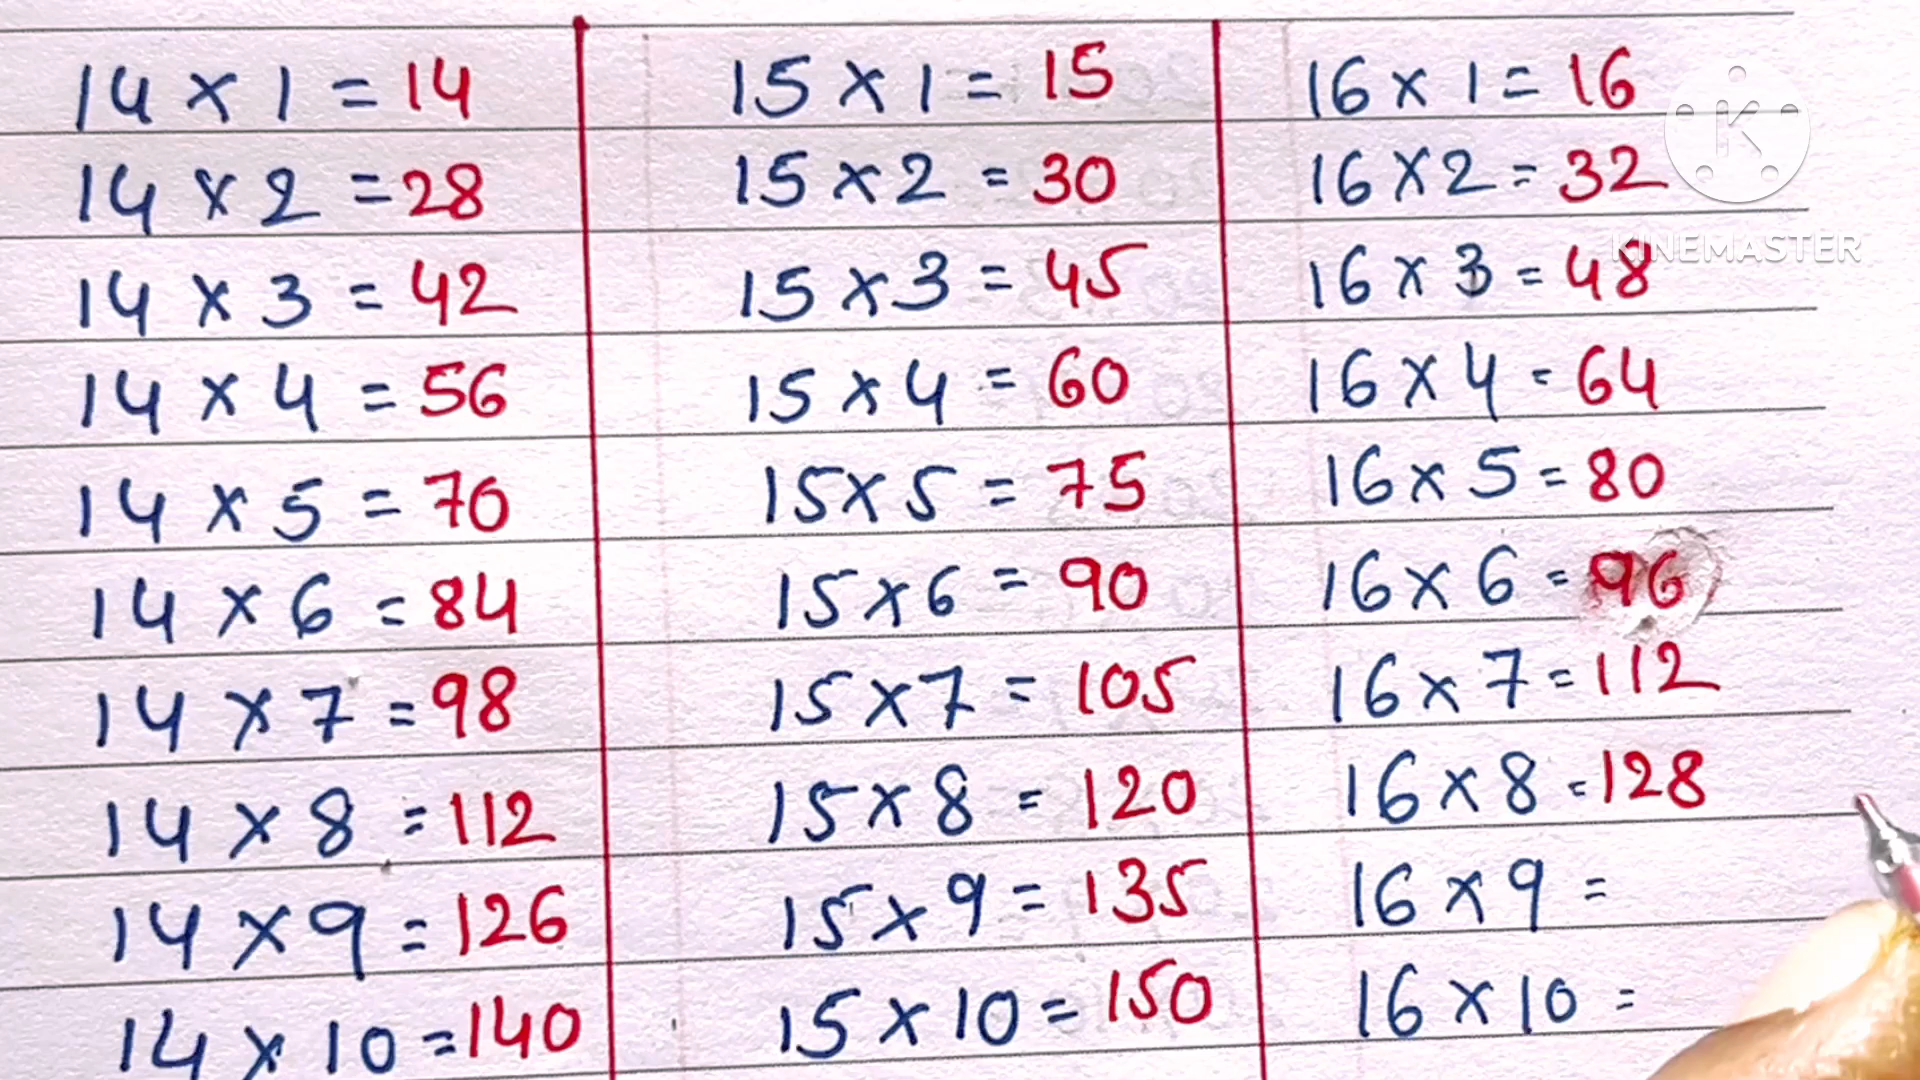 14 × 1 = 14
14 × 2 = 28
14 × 3 = 42
14 × 4 = 56
14 × 5 = 70
14 × 6 = 84
14 × 7 = 98
14 × 8 = 112
14 × 9 = 126
14 × 10 = 140
15 × 1 = 15
15 × 2 = 30
15 × 3 = 45
15 × 4 = 60
15 × 5 = 75
15 × 6 = 90
15 × 7 = 105
15 × 8 = 120
15 × 9 = 135
15 × 10 = 150
16 × 1 = 16
16 × 2 = 32
16 × 3 = 48
16 × 4 = 64
16 × 5 = 80
16 × 6 = 96
16 × 7 = 112
16 × 8 = 128
16 × 9 =
16 × 10 =
K
KINEMASTER